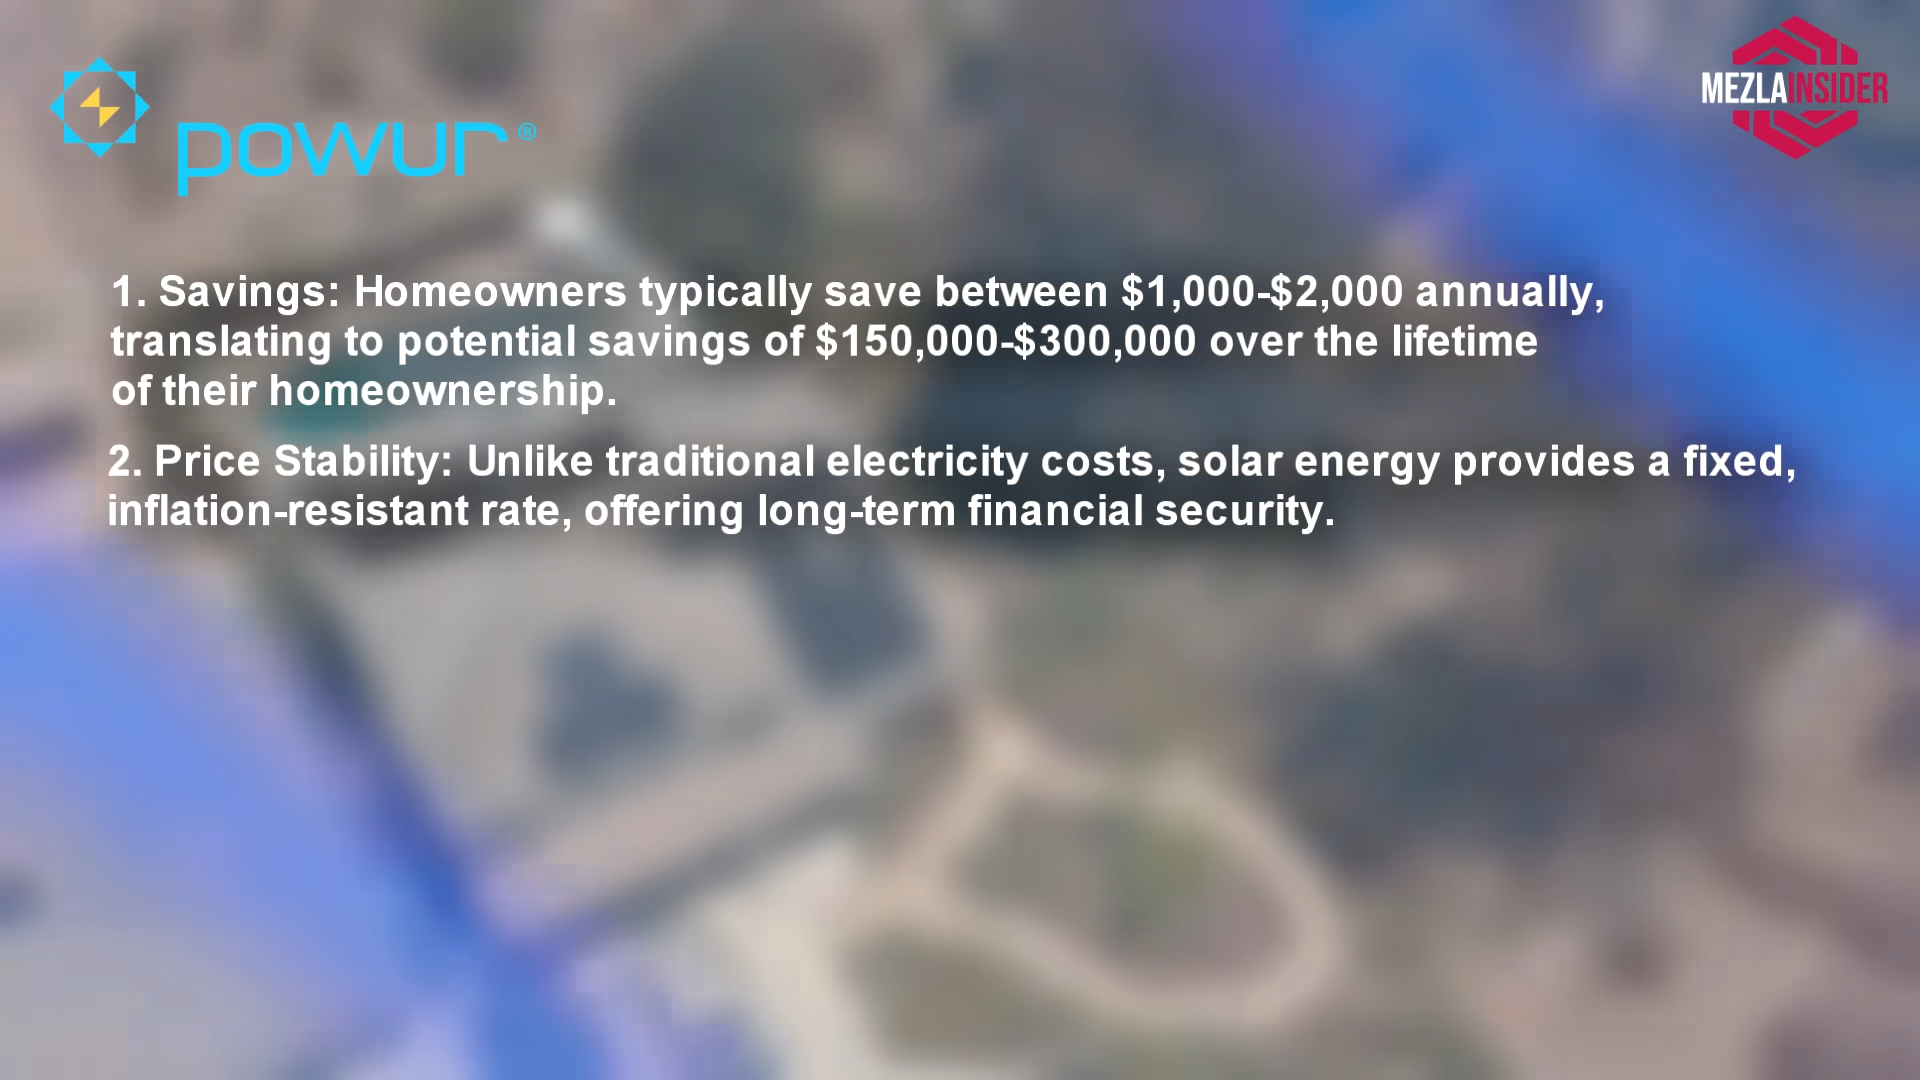 powur®
MEZLAINSIDER
1. Savings: Homeowners typically save between $1,000-$2,000 annually,
translating to potential savings of $150,000-$300,000 over the lifetime
of their homeownership.
2. Price Stability: Unlike traditional electricity costs, solar energy provides a fixed,
inflation-resistant rate, offering long-term financial security.